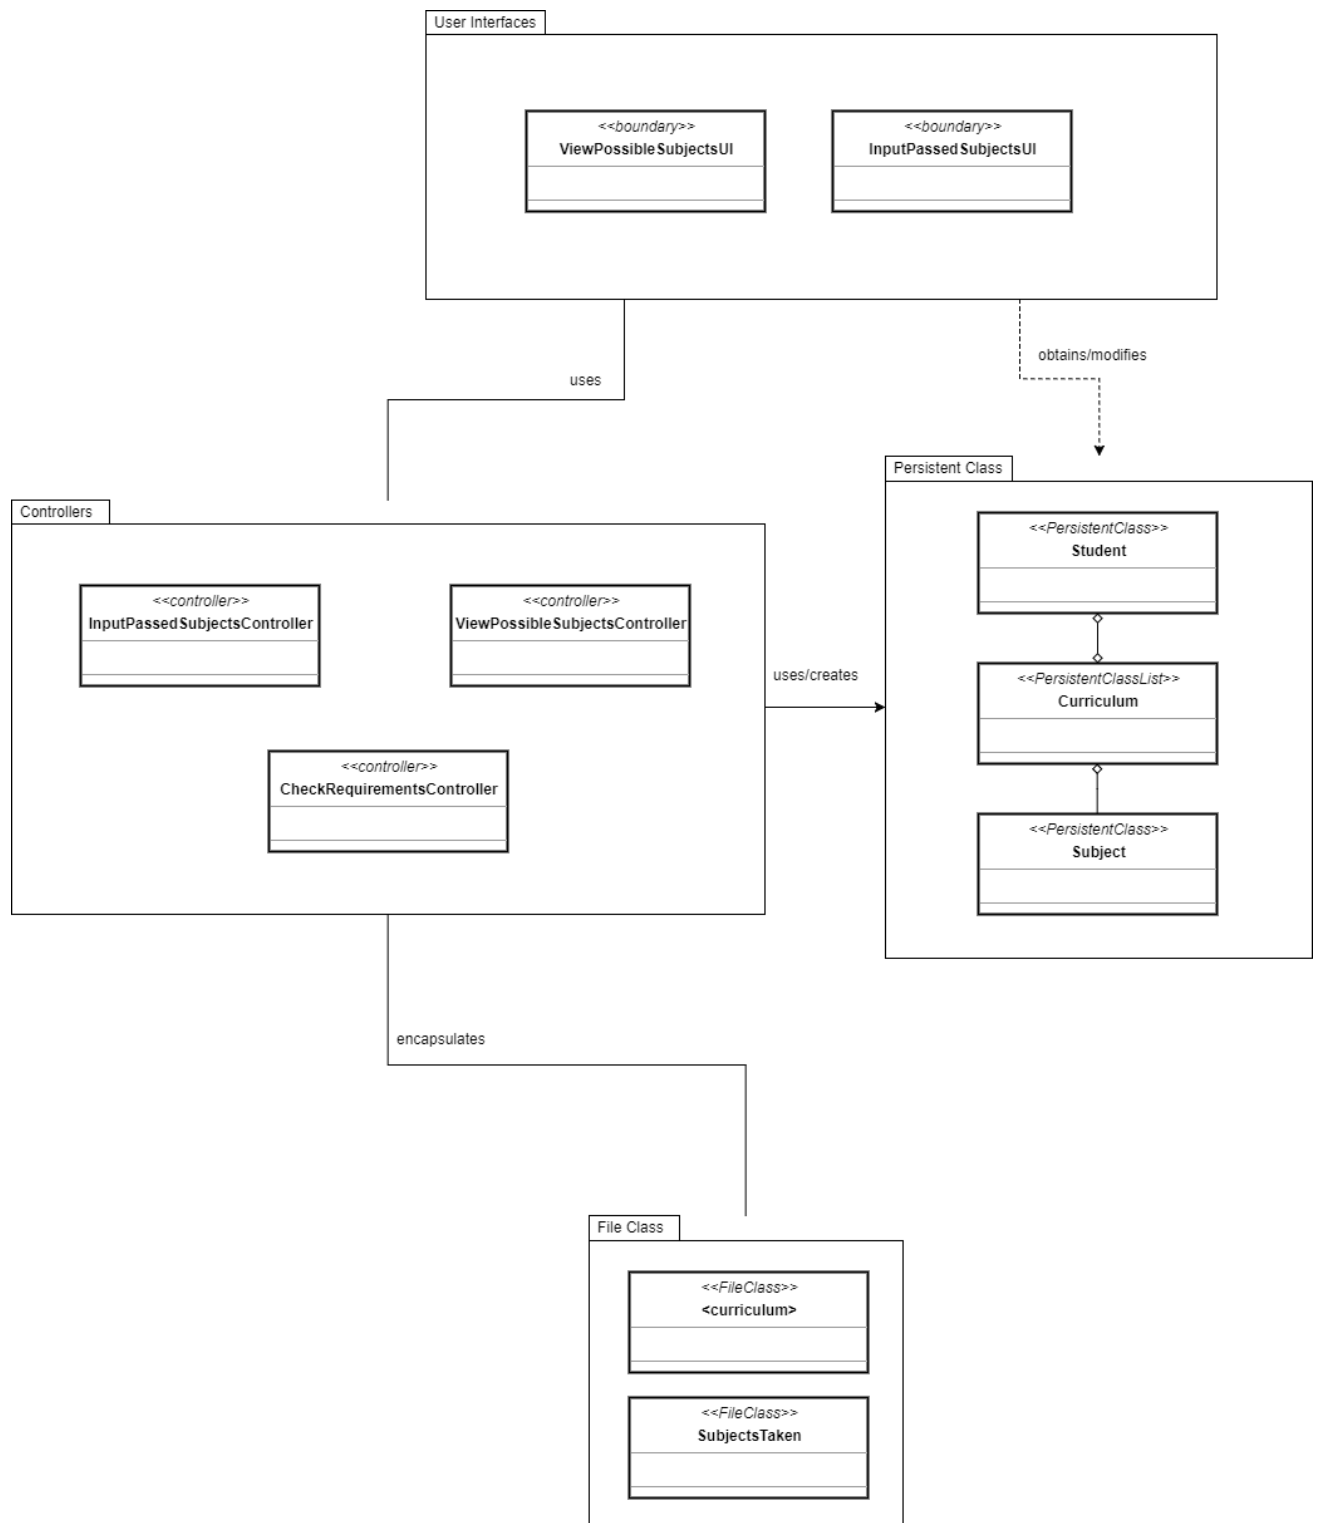 User Interfaces
<<boundary>>
ViewPossibleSubjectsUI
<<boundary>>
InputPassedSubjectsUI
uses
obtains/modifies
Controllers
<<controller>>
InputPassedSubjectsController
<<controller>>
ViewPossibleSubjectsController
<<controller>>
CheckRequirementsController
uses/creates
Persistent Class
<<PersistentClass>>
Student
<<PersistentClassList>>
Curriculum
<<PersistentClass>>
Subject
encapsulates
File Class
<<FileClass>>
<curriculum>
<<FileClass>>
SubjectsTaken